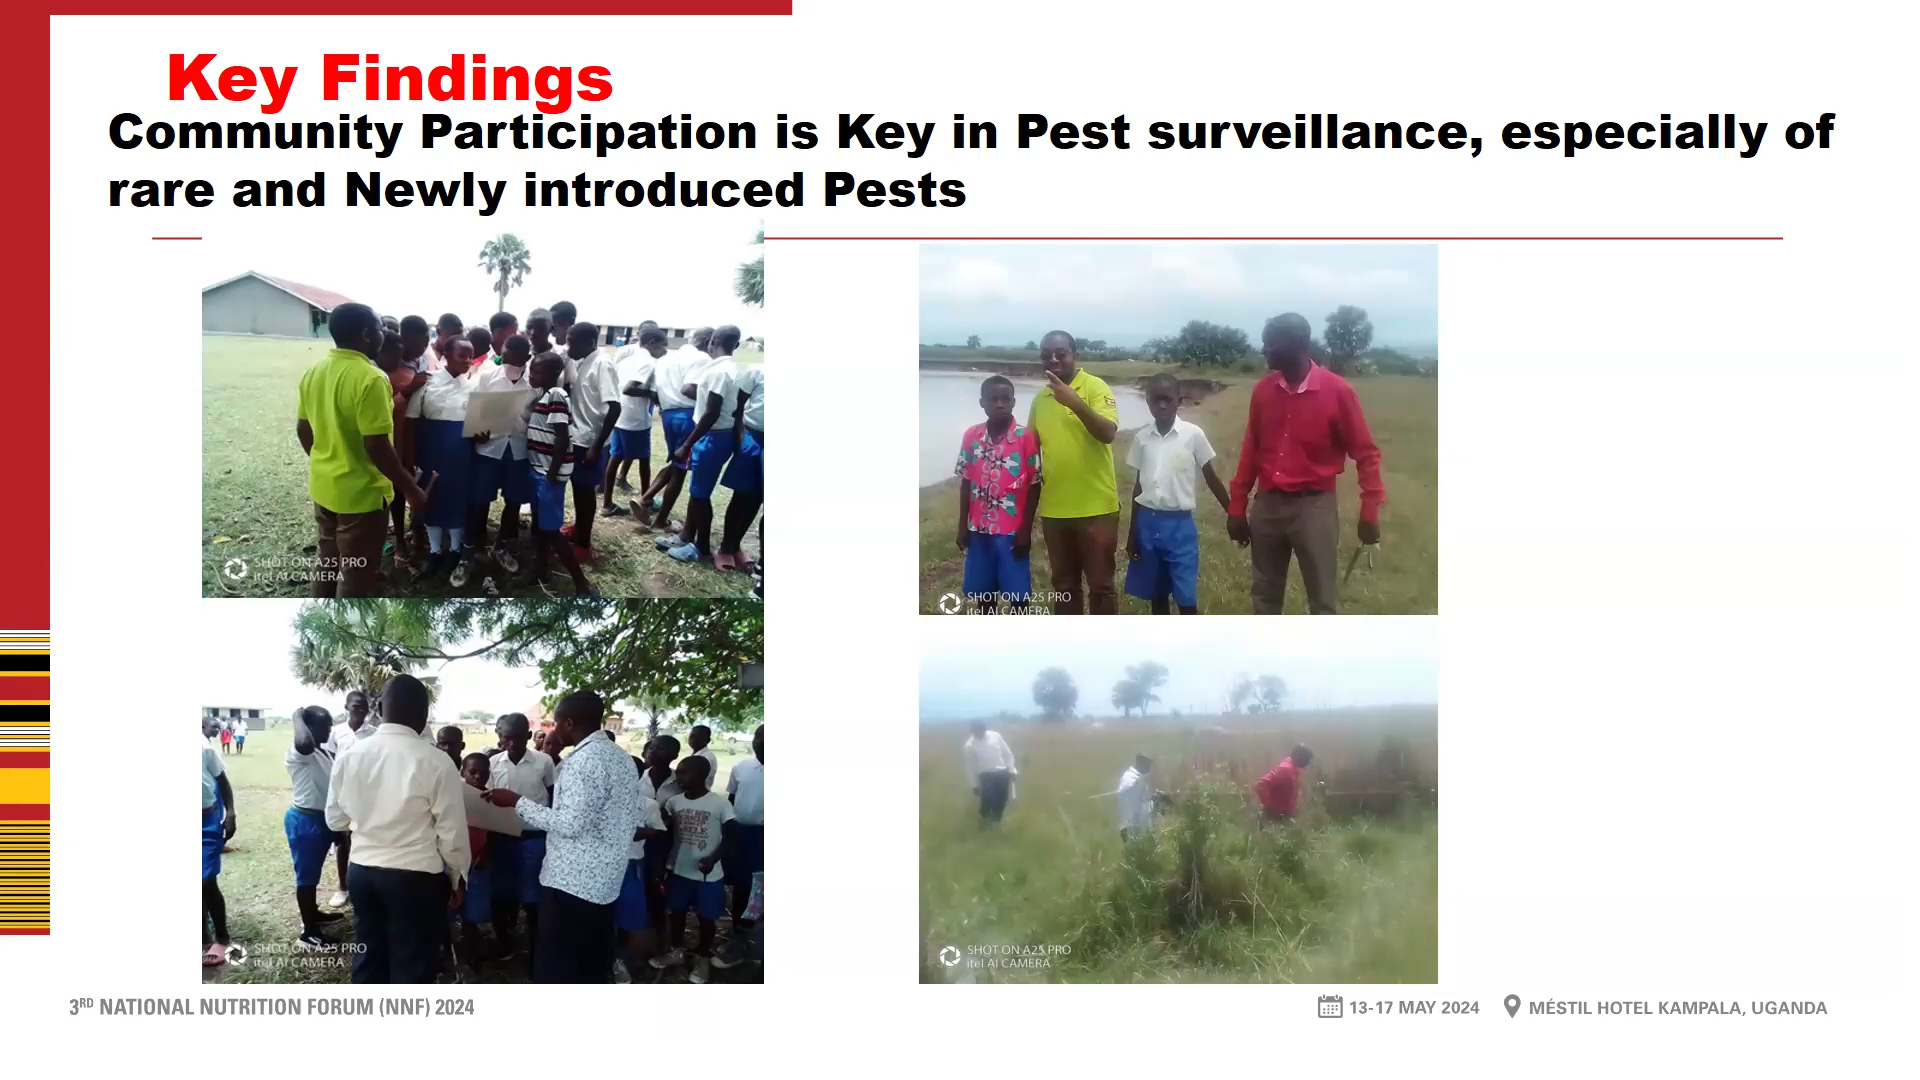 Key Findings
Community Participation is Key in Pest surveillance, especially of
rare and Newly introduced Pests
SHOT ON A25 PRO
itel AI CAMERA
SHOT ON A25 PRO
itel AI CAMERA
SHOT ON A25 PRO
itel AI CAMERA
SHOT ON A25 PRO
itel AI CAMERA
3RD NATIONAL NUTRITION FORUM (NNF) 2024
13-17 MAY 2024
MÉSTIL HOTEL KAMPALA, UGANDA